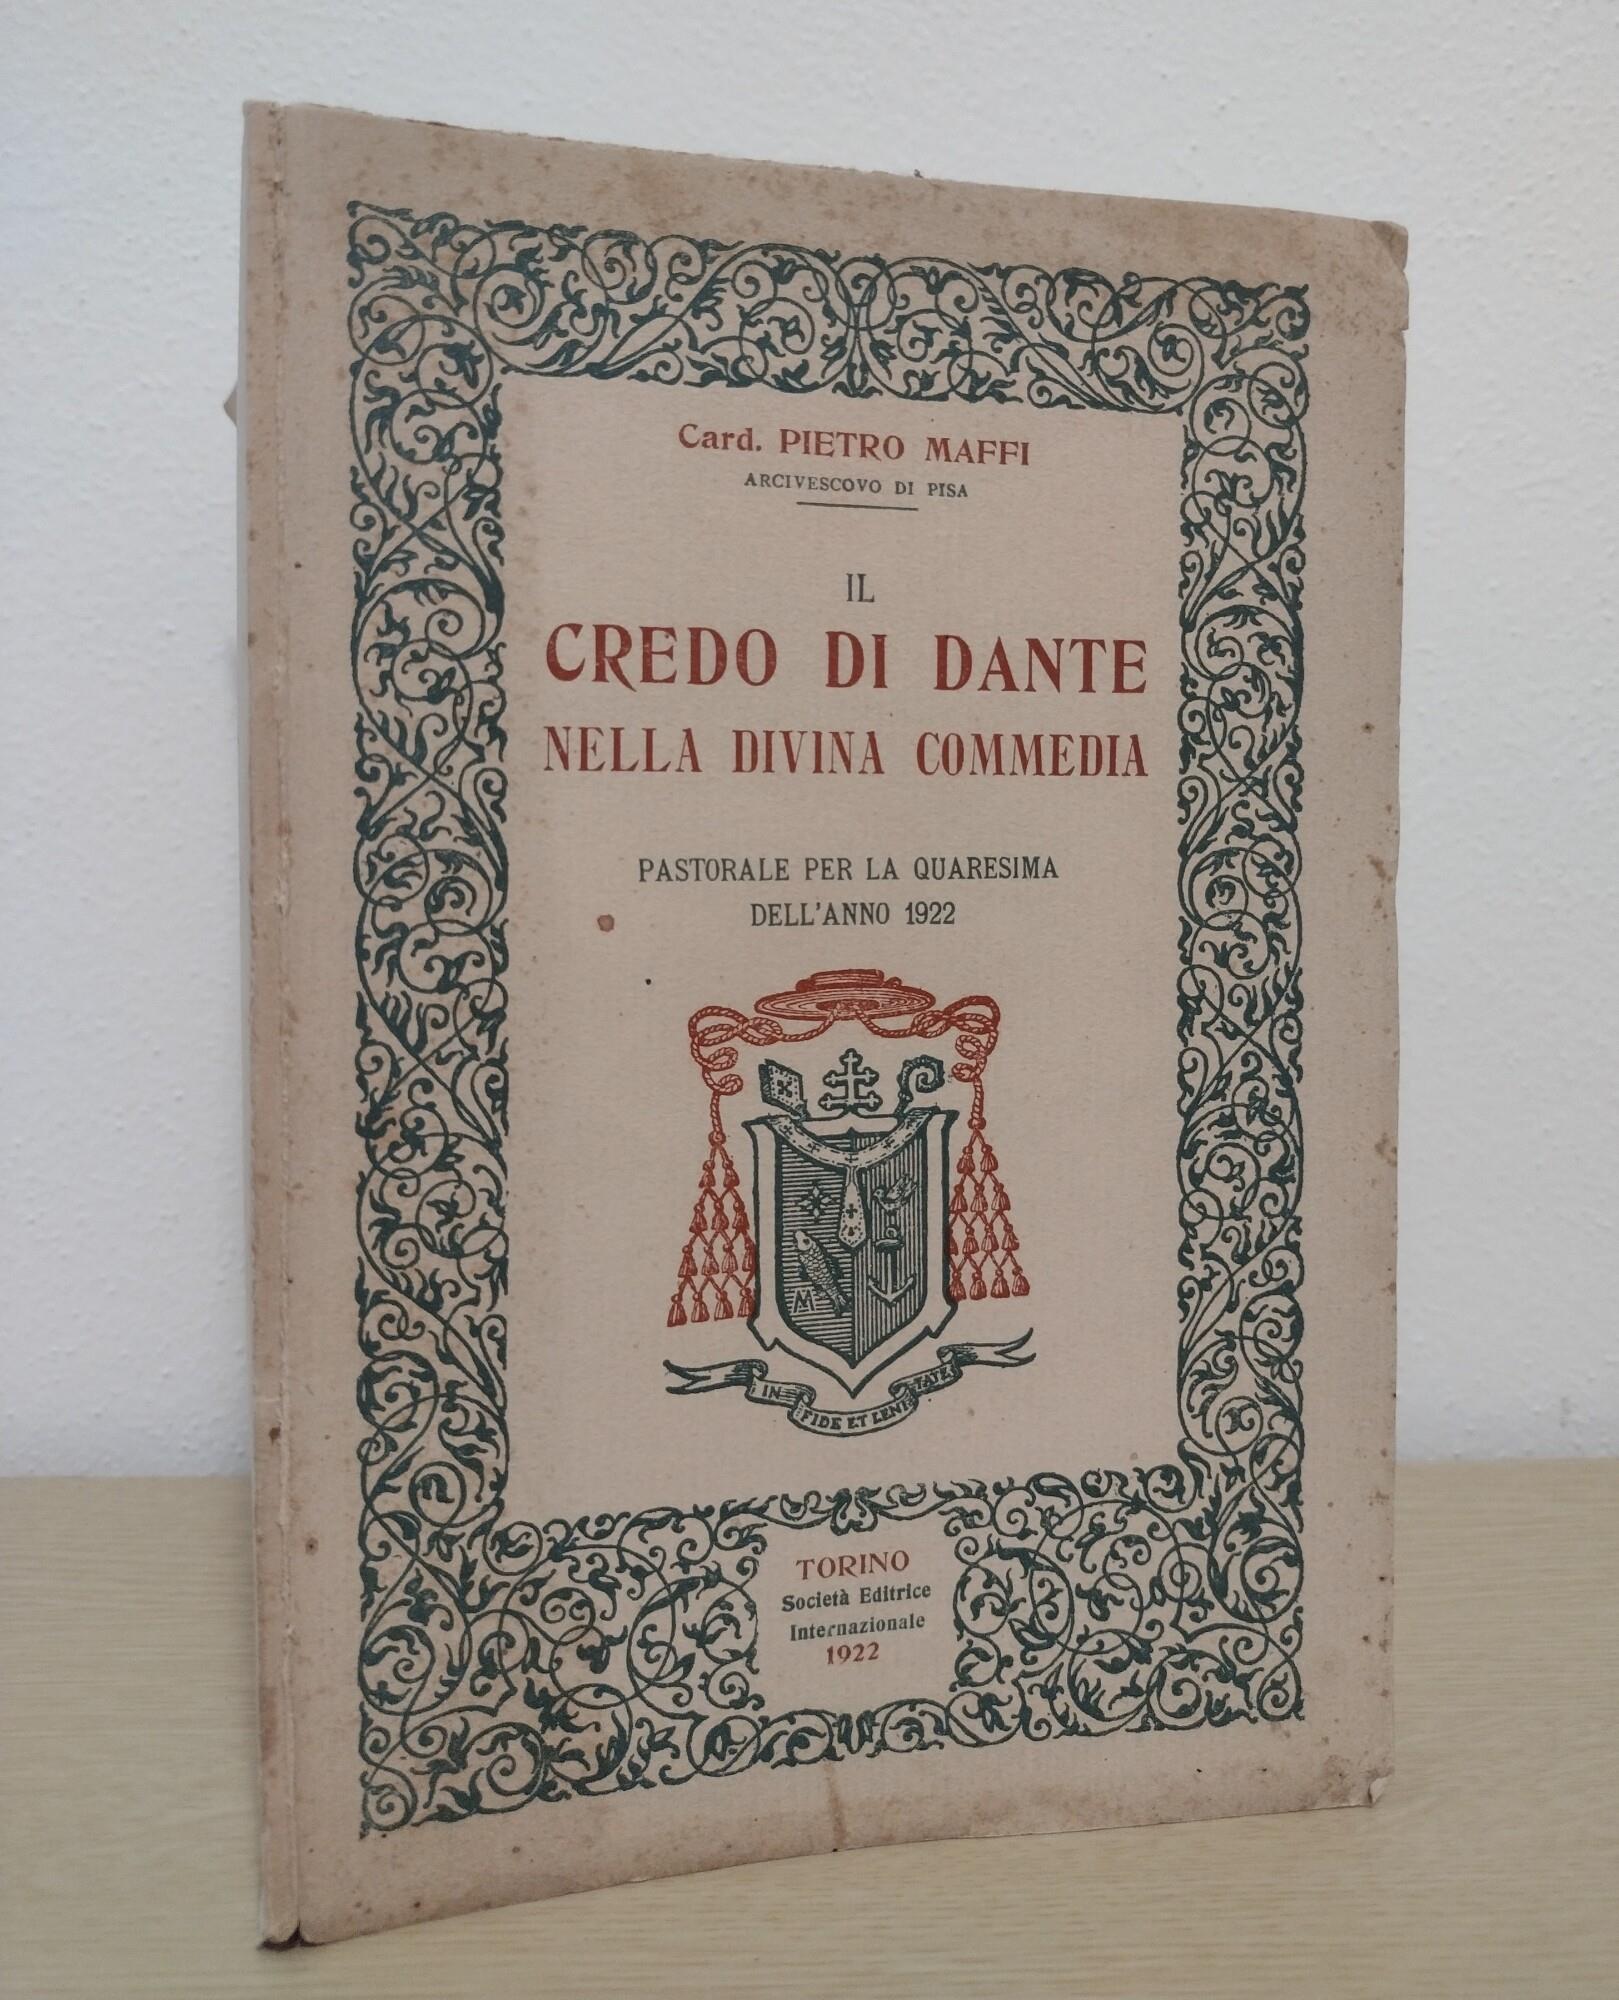 Card. PIETRO MAFFI
ARCIVESCOVO DI PISA
IL
CREDO DI DANTE
NELLA DIVINA COMMEDIA
PASTORALE PER LA QUARESIMA
DELL'ANNO 1922
M
IN FIDE ET LENITATE
TORINO
Società Editrice
Internazionale
1922